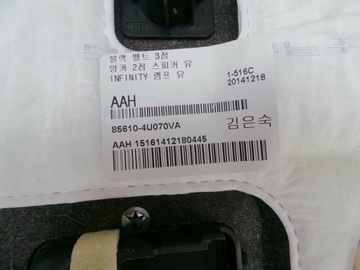 블랙 벨트 3점
앙카 2점 스피커 유
INFINITY 램프 유
1-516C
20141218
AAH
85610-4U070VA
김은숙
AAH 15161412180445